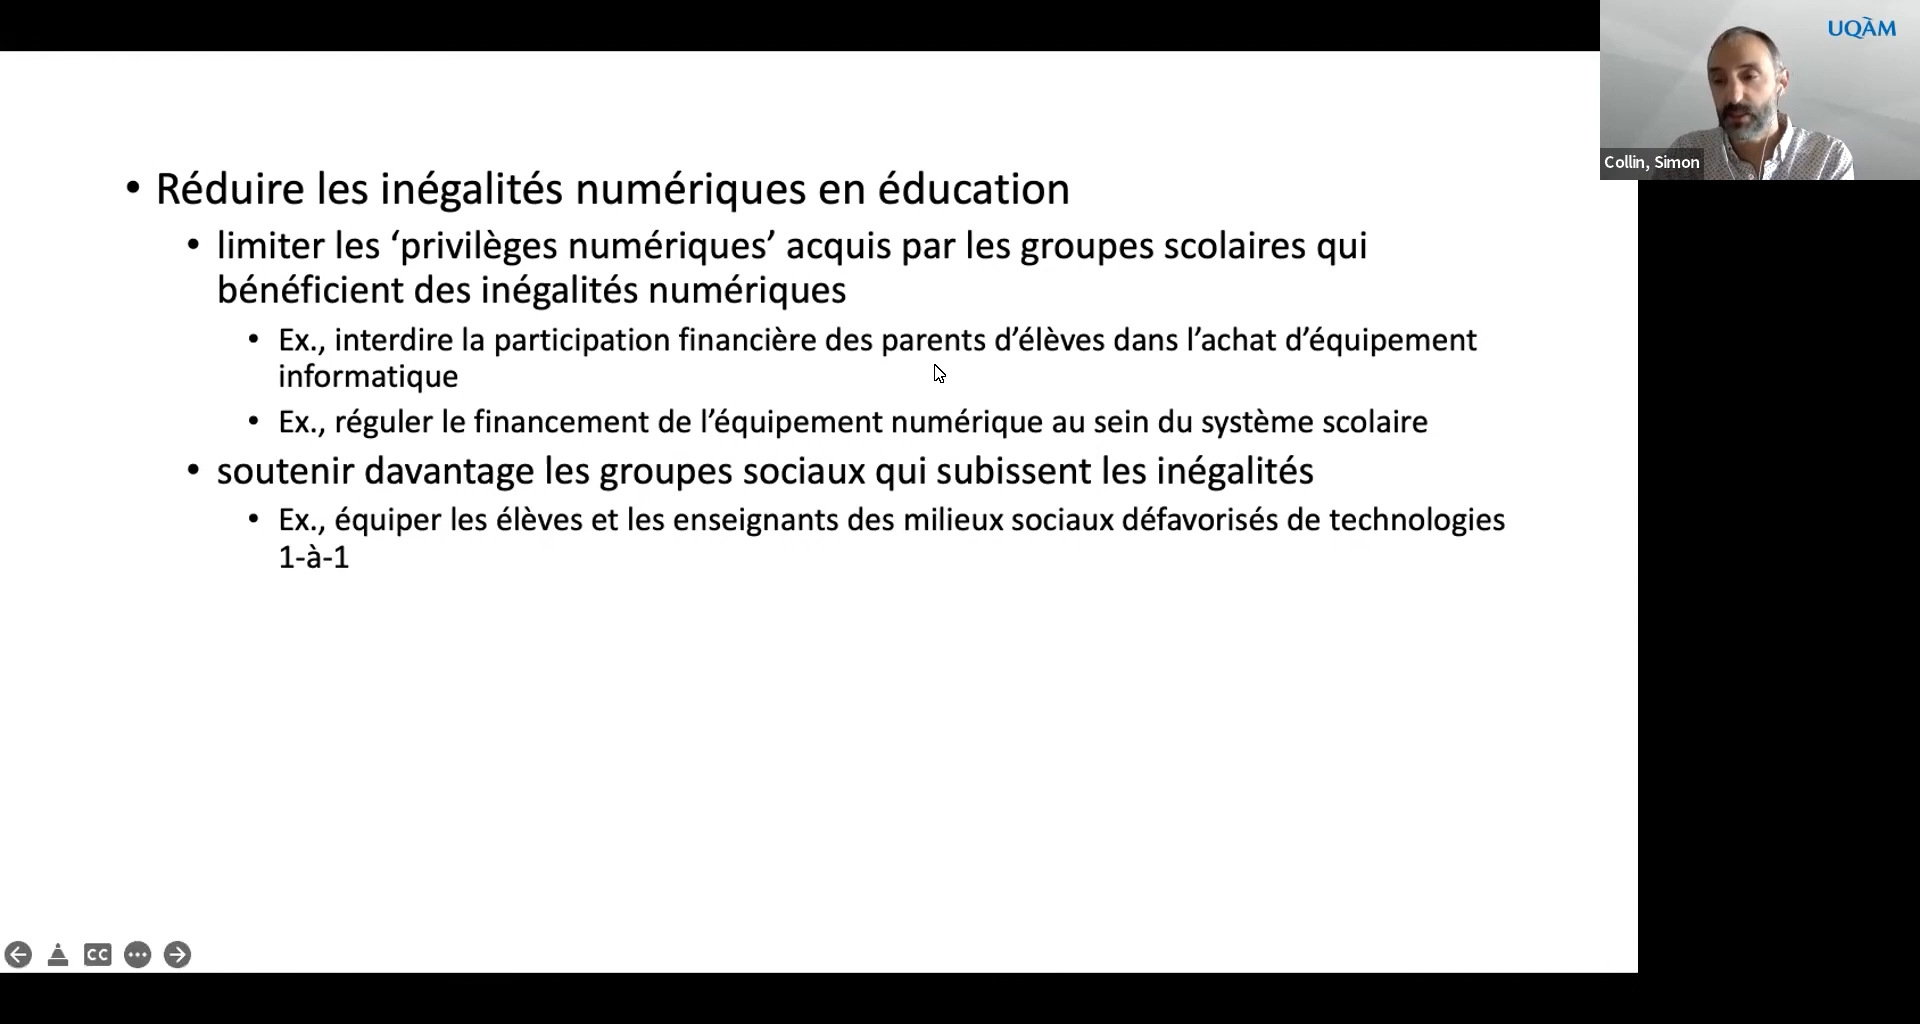 UQÀM
Collin, Simon
• Réduire les inégalités numériques en éducation
• limiter les ‘privilèges numériques’ acquis par les groupes scolaires qui
bénéficient des inégalités numériques
• Ex., interdire la participation financière des parents d’élèves dans l’achat d’équipement
informatique
• Ex., réguler le financement de l’équipement numérique au sein du système scolaire
• soutenir davantage les groupes sociaux qui subissent les inégalités
• Ex., équiper les élèves et les enseignants des milieux sociaux défavorisés de technologies
1-à-1
CC